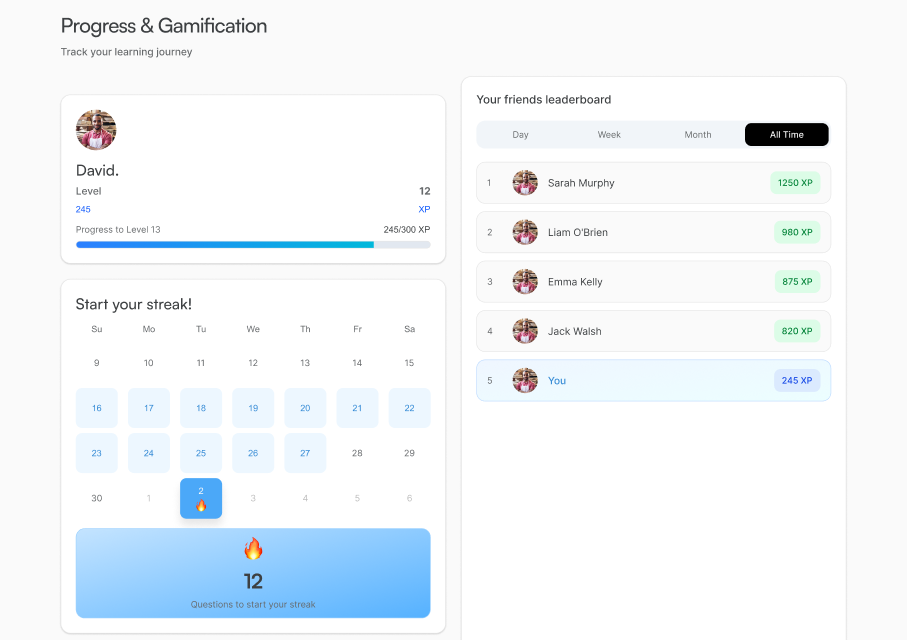 Progress & Gamification
Track your learning journey
David.
Level 12
245 XP
Progress to Level 13 245/300 XP
Start your streak!
Su Mo Tu We Th Fr Sa
9 10 11 12 13 14 15
16 17 18 19 20 21 22
23 24 25 26 27 28 29
30 1 2 3 4 5 6
12
Questions to start your streak
Your friends leaderboard
Day Week Month All Time
1 Sarah Murphy 1250 XP
2 Liam O'Brien 980 XP
3 Emma Kelly 875 XP
4 Jack Walsh 820 XP
5 You 245 XP